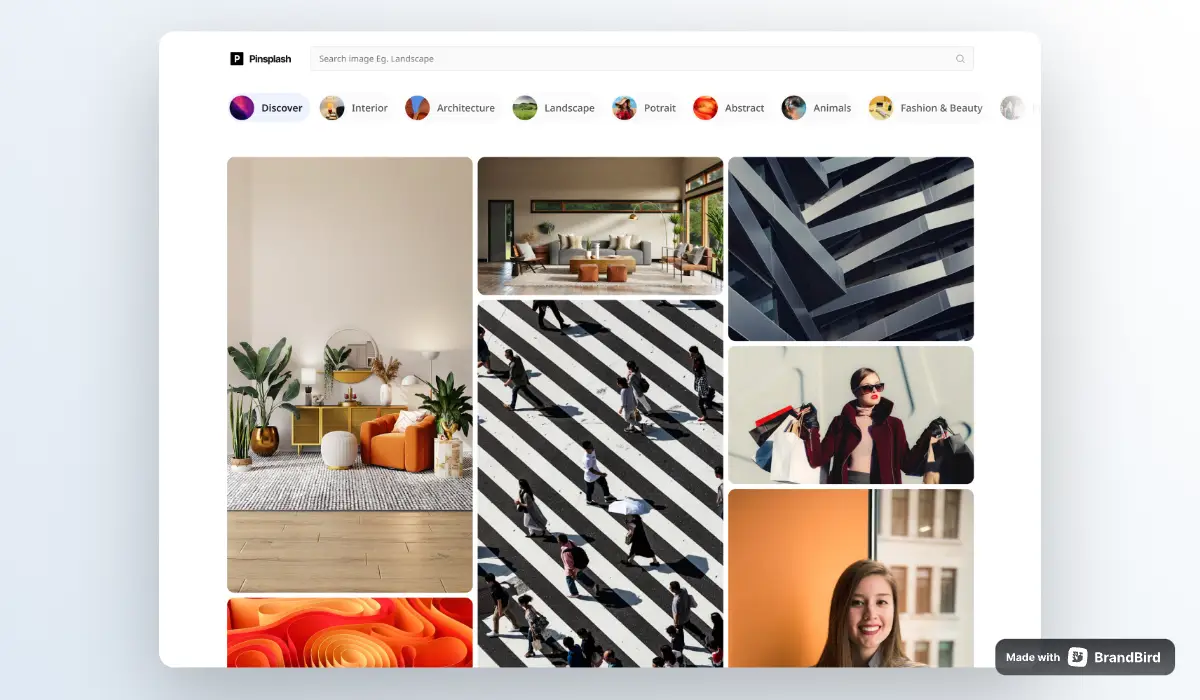 P Pinsplash
Search image Eg. Landscape
Discover Interior Architecture Landscape Potrait Abstract Animals Fashion & Beauty
Made with BrandBird